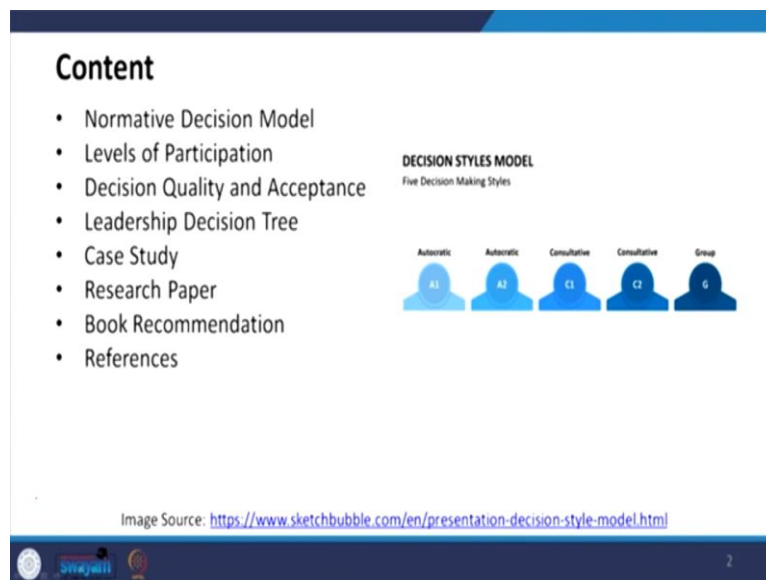 Content
• Normative Decision Model
• Levels of Participation
• Decision Quality and Acceptance
• Leadership Decision Tree
• Case Study
• Research Paper
• Book Recommendation
• References
DECISION STYLES MODEL
Five Decision Making Styles
Autocratic Autocratic Consultative Consultative Group
A1 A2 C1 C2 G
Image Source: https://www.sketchbubble.com/en/presentation-decision-style-model.html
swayam
2